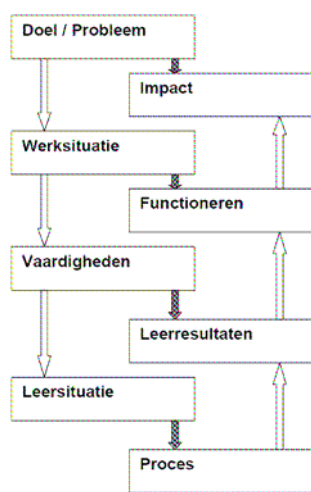 Doel / Probleem
Impact
Werksituatie
Functioneren
Vaardigheden
Leerresultaten
Leersituatie
Proces